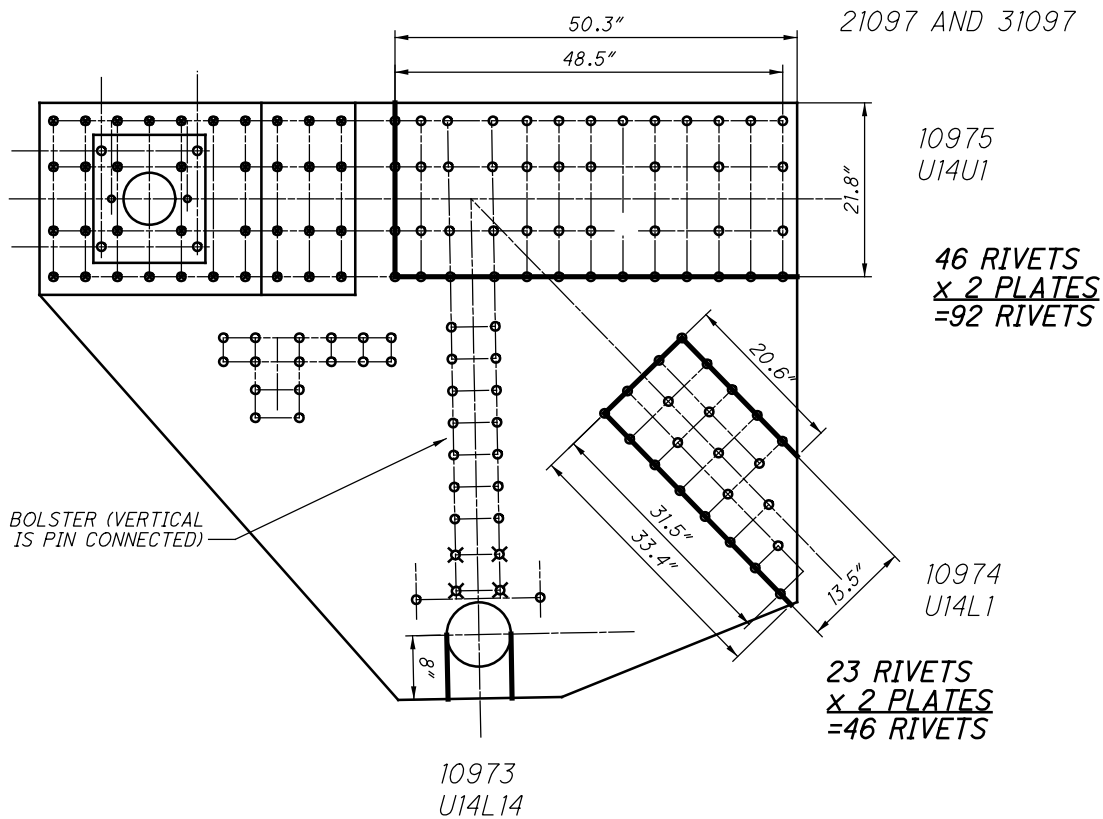 50.3"
21097 AND 31097
48.5"
10975
U14U1
21.8"
46 RIVETS
x 2 PLATES
=92 RIVETS
20.6"
BOLSTER (VERTICAL
IS PIN CONNECTED)
31.5"
33.4"
13.5"
10974
U14L1
8"
23 RIVETS
x 2 PLATES
=46 RIVETS
10973
U14L14